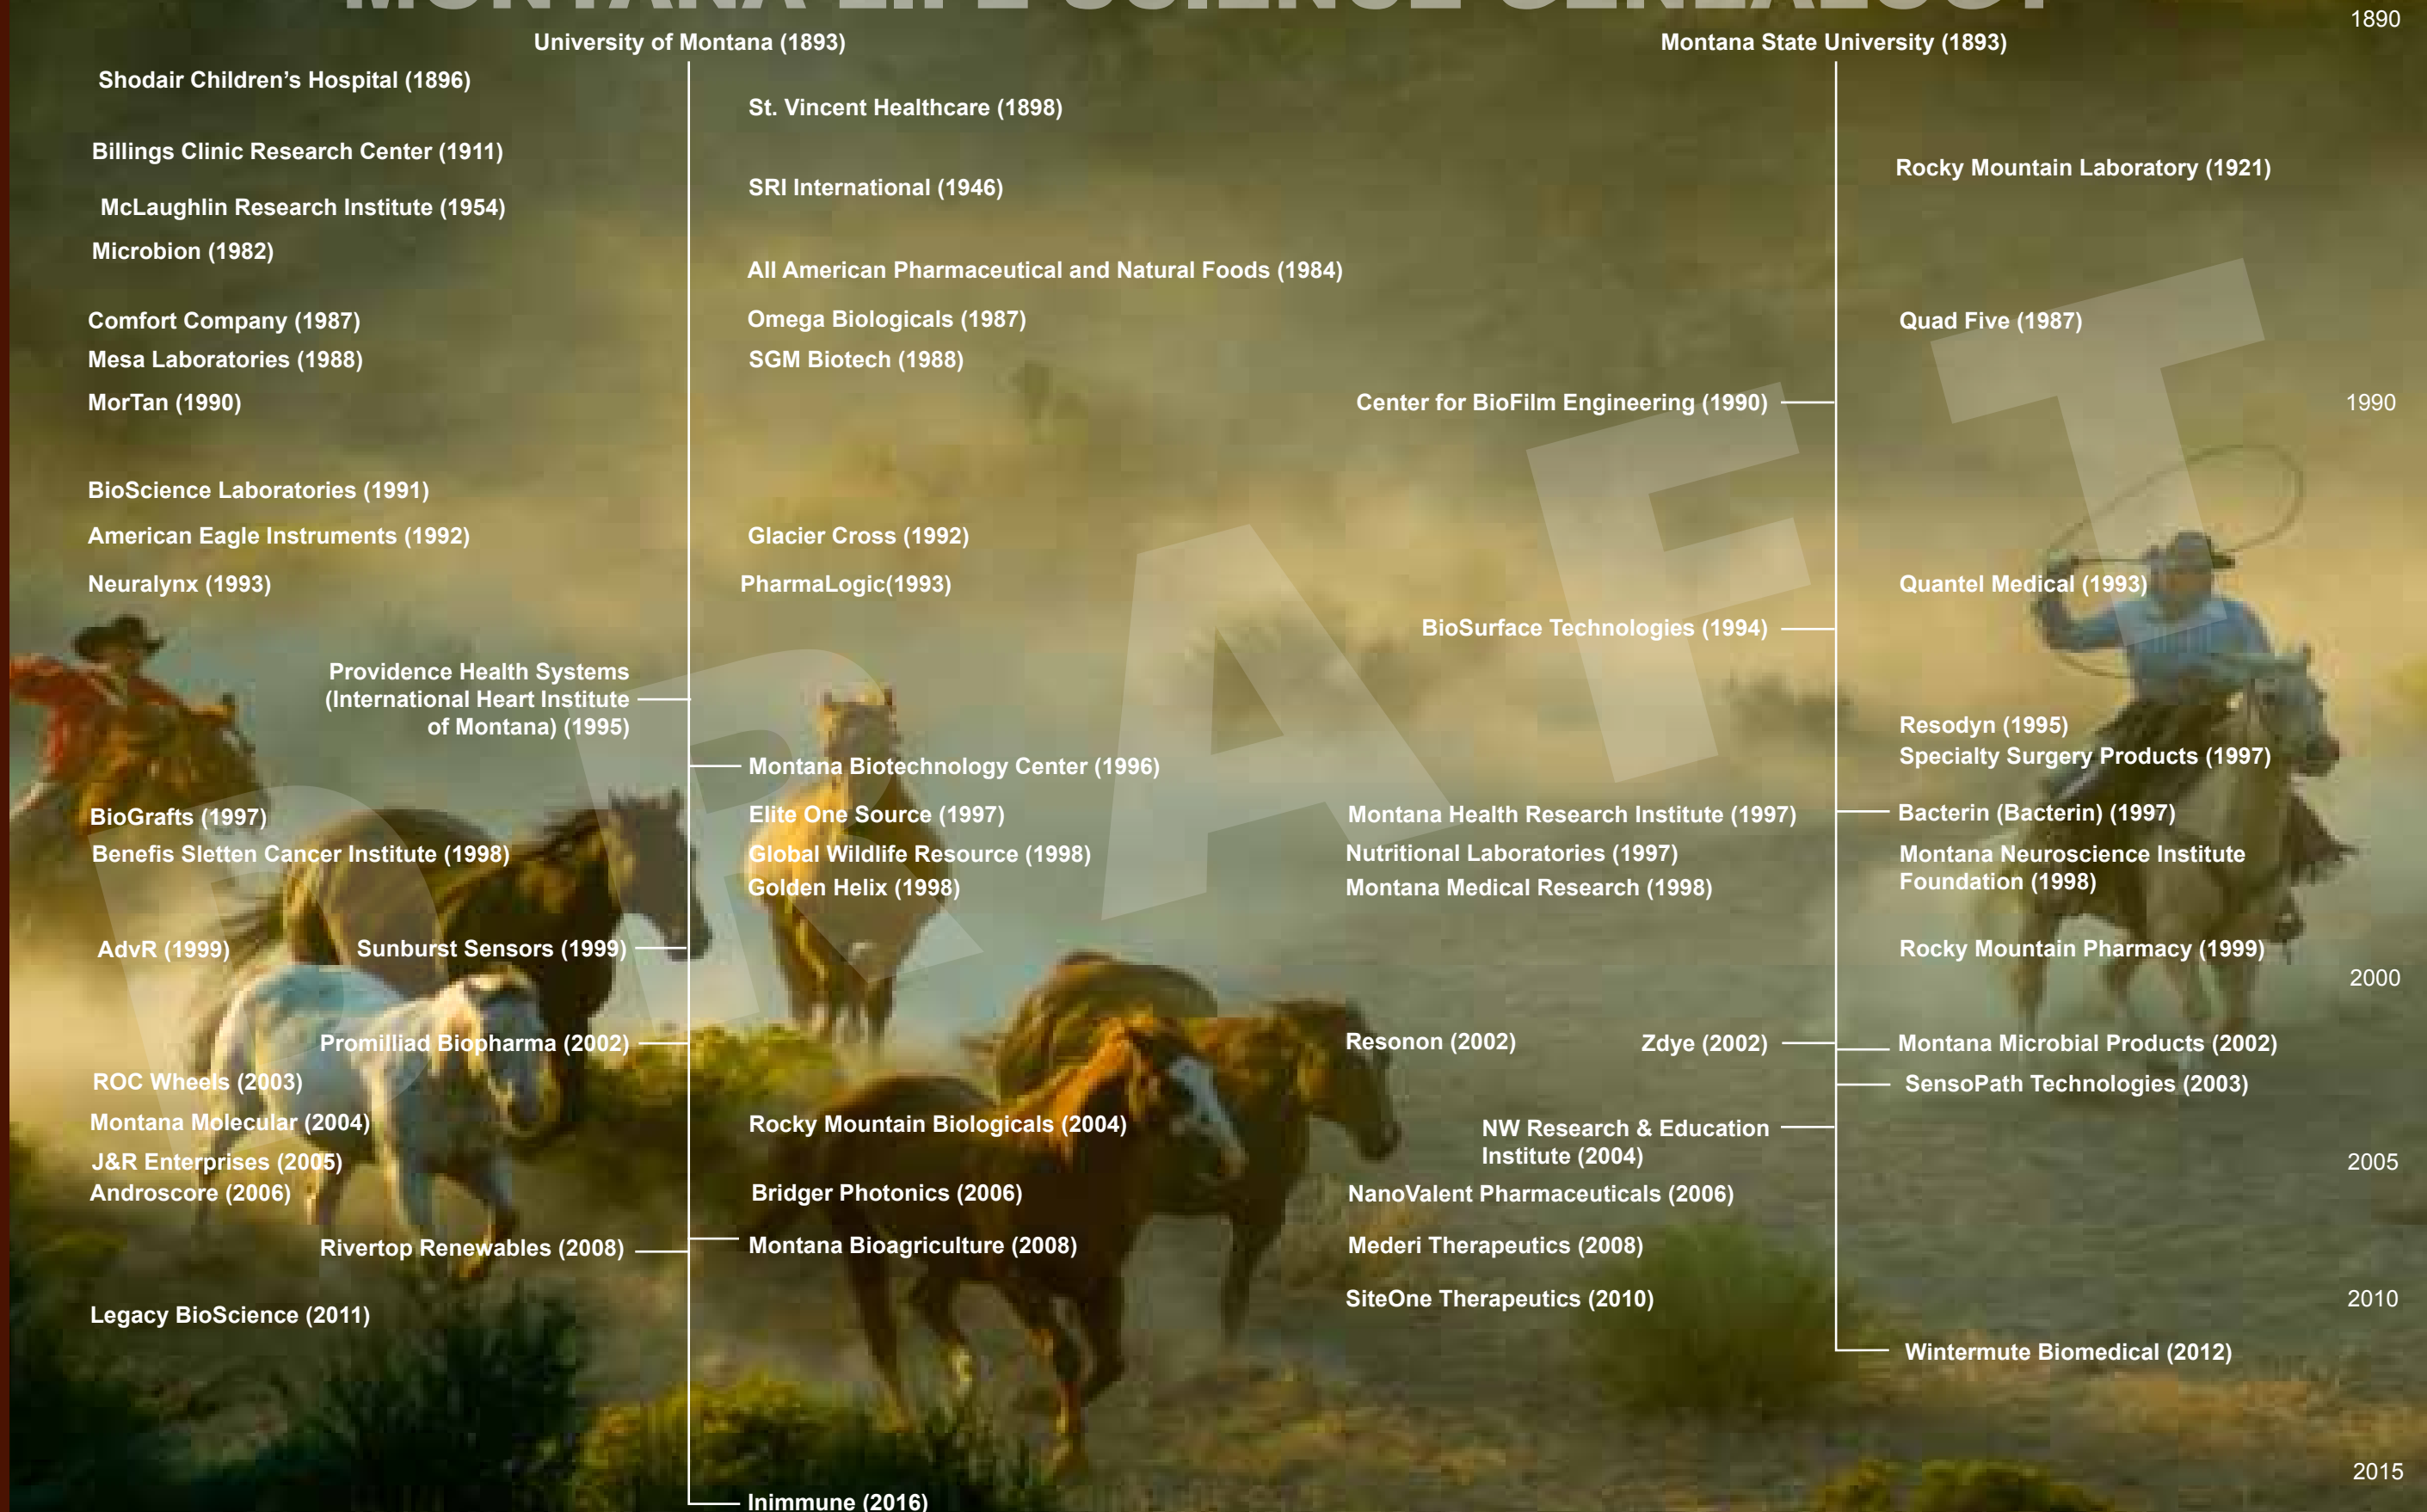 MONTANA LIFE SCIENCE GENEALOGY
1890
University of Montana (1893)
Montana State University (1893)
Shodair Children’s Hospital (1896)
St. Vincent Healthcare (1898)
Billings Clinic Research Center (1911)
Rocky Mountain Laboratory (1921)
SRI International (1946)
McLaughlin Research Institute (1954)
Microbion (1982)
All American Pharmaceutical and Natural Foods (1984)
Comfort Company (1987)
Omega Biologicals (1987)
Quad Five (1987)
Mesa Laboratories (1988)
SGM Biotech (1988)
MorTan (1990)
Center for BioFilm Engineering (1990)
1990
BioScience Laboratories (1991)
American Eagle Instruments (1992)
Glacier Cross (1992)
Neuralynx (1993)
PharmaLogic(1993)
Quantel Medical (1993)
BioSurface Technologies (1994)
Providence Health Systems
(International Heart Institute
of Montana) (1995)
Resodyn (1995)
Specialty Surgery Products (1997)
Montana Biotechnology Center (1996)
BioGrafts (1997)
Elite One Source (1997)
Montana Health Research Institute (1997)
Bacterin (Bacterin) (1997)
Benefis Sletten Cancer Institute (1998)
Global Wildlife Resource (1998)
Nutritional Laboratories (1997)
Montana Neuroscience Institute
Foundation (1998)
Golden Helix (1998)
Montana Medical Research (1998)
AdvR (1999)
Sunburst Sensors (1999)
Rocky Mountain Pharmacy (1999)
2000
Promilliad Biopharma (2002)
Resonon (2002)
Zdye (2002)
Montana Microbial Products (2002)
ROC Wheels (2003)
SensoPath Technologies (2003)
Montana Molecular (2004)
Rocky Mountain Biologicals (2004)
NW Research & Education
Institute (2004)
J&R Enterprises (2005)
2005
Androscore (2006)
Bridger Photonics (2006)
NanoValent Pharmaceuticals (2006)
Rivertop Renewables (2008)
Montana Bioagriculture (2008)
Mederi Therapeutics (2008)
SiteOne Therapeutics (2010)
2010
Legacy BioScience (2011)
Wintermute Biomedical (2012)
2015
Inimmune (2016)
DRAFT